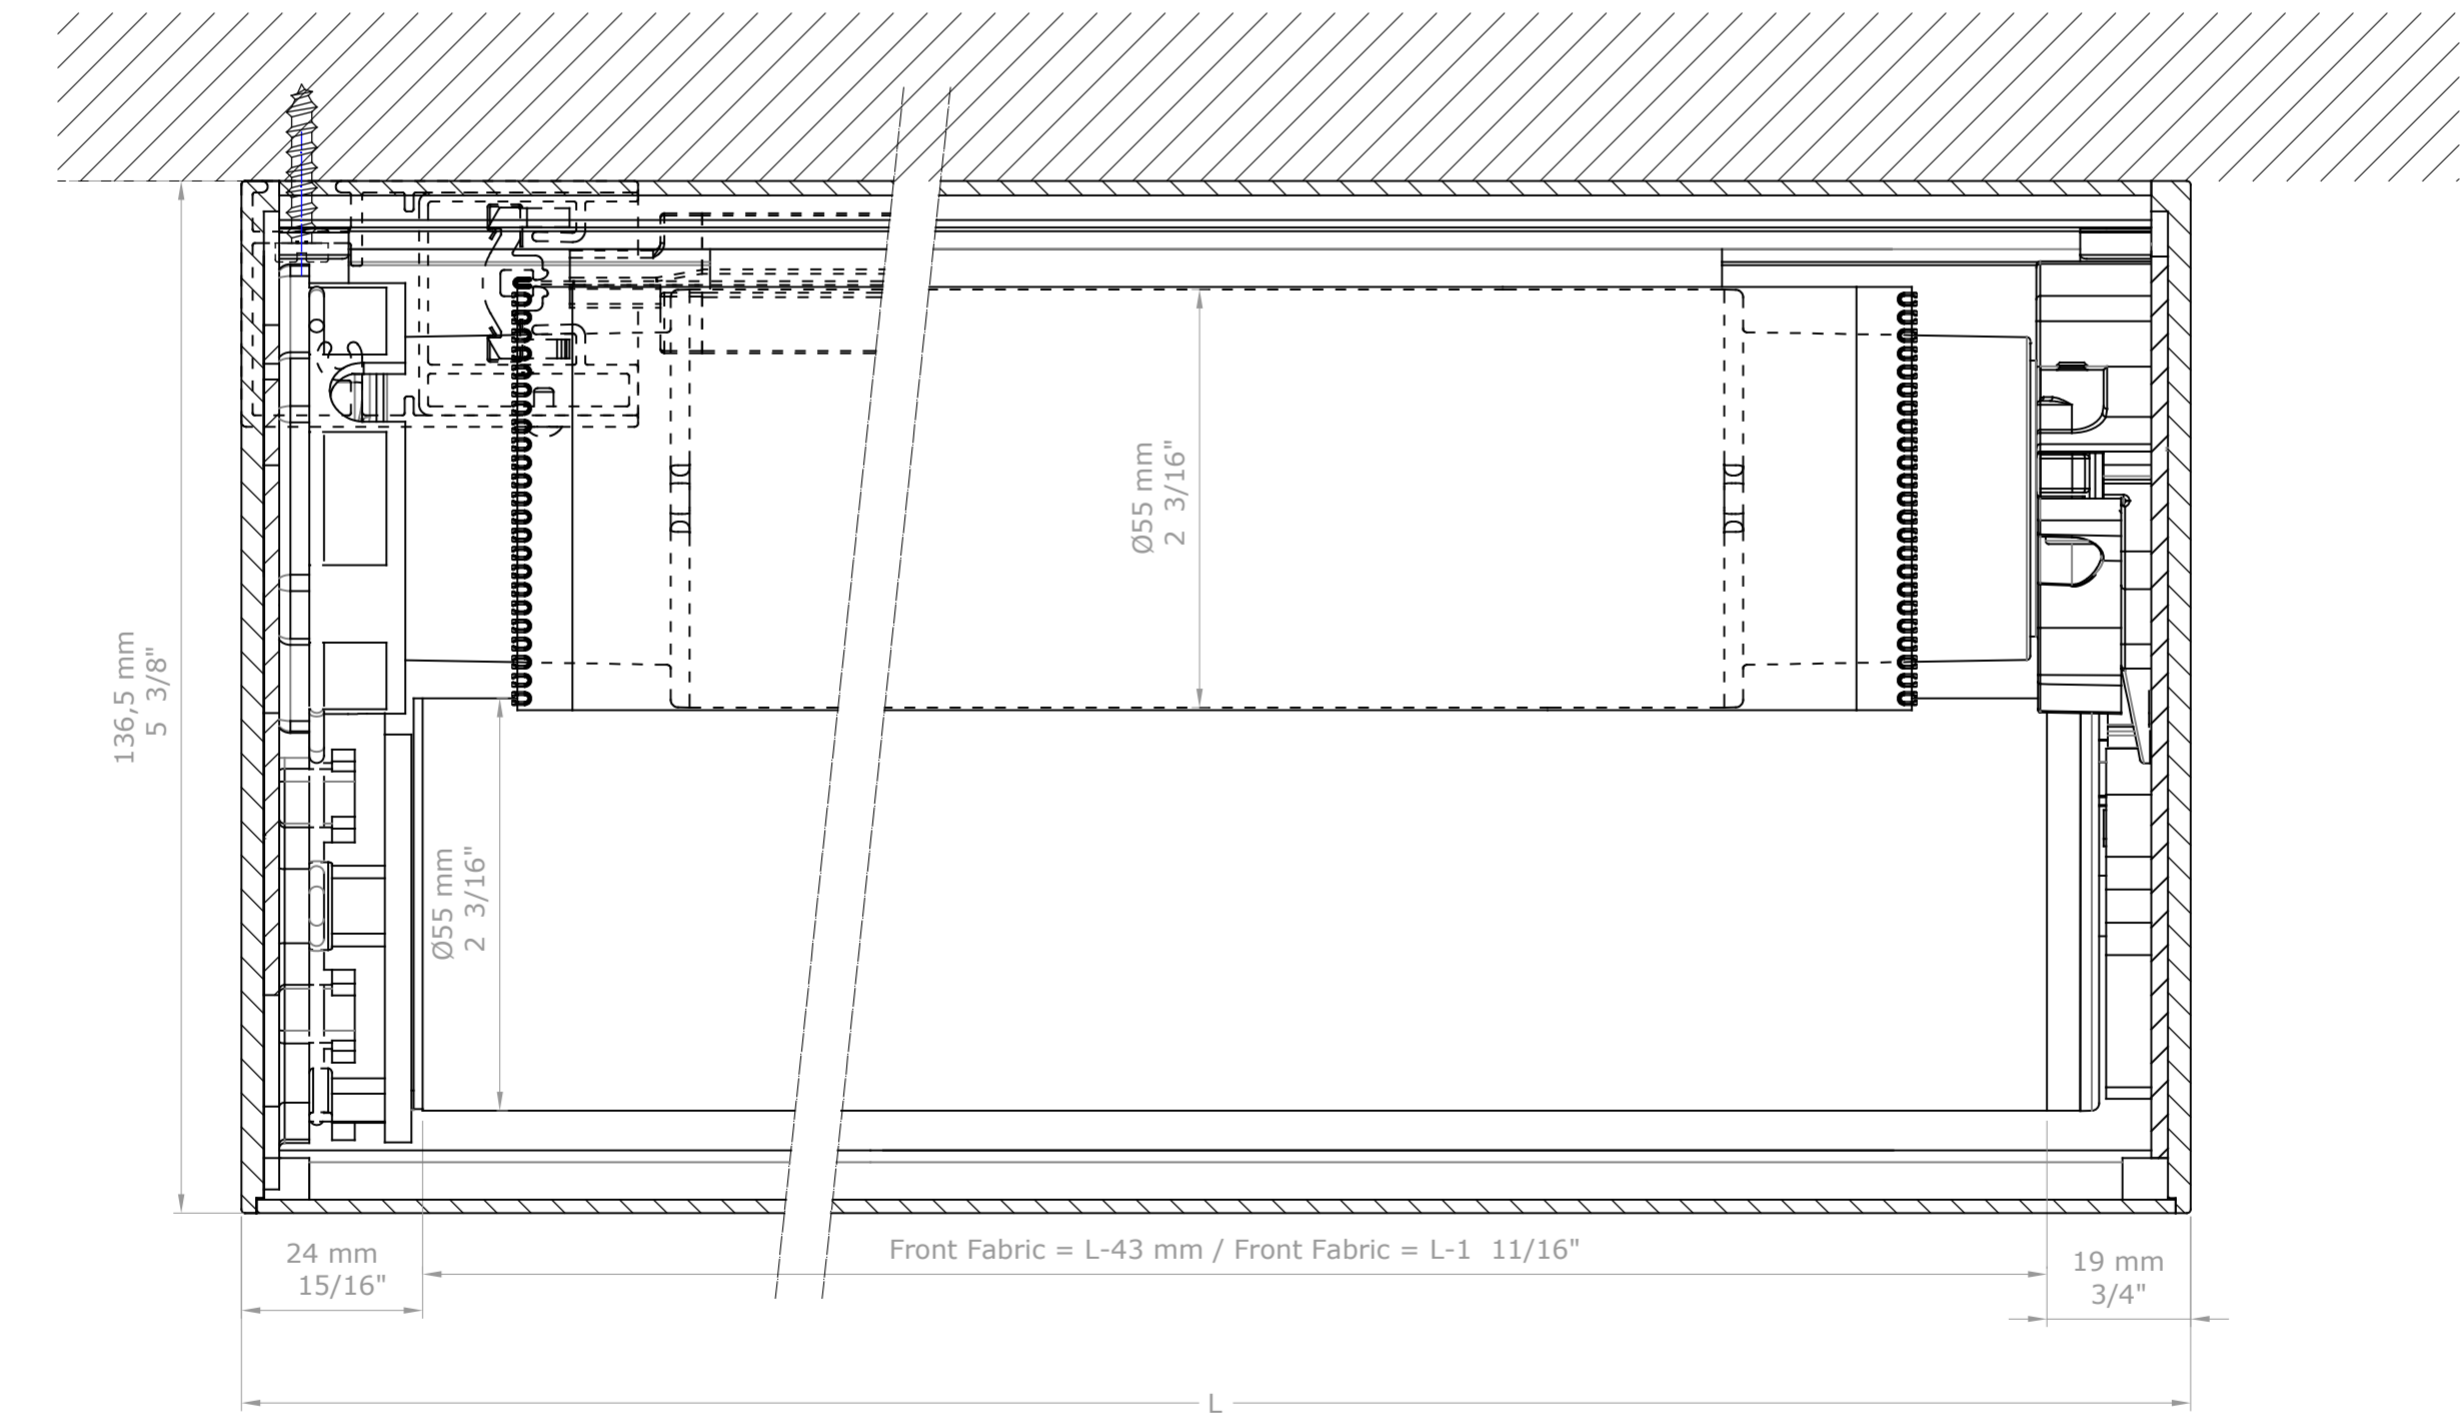 Ø55 mm
2 3/16"
136,5 mm
5 3/8"
Ø55 mm
2 3/16"
Front Fabric = L-43 mm / Front Fabric = L-1 11/16"
24 mm
15/16"
19 mm
3/4"
L